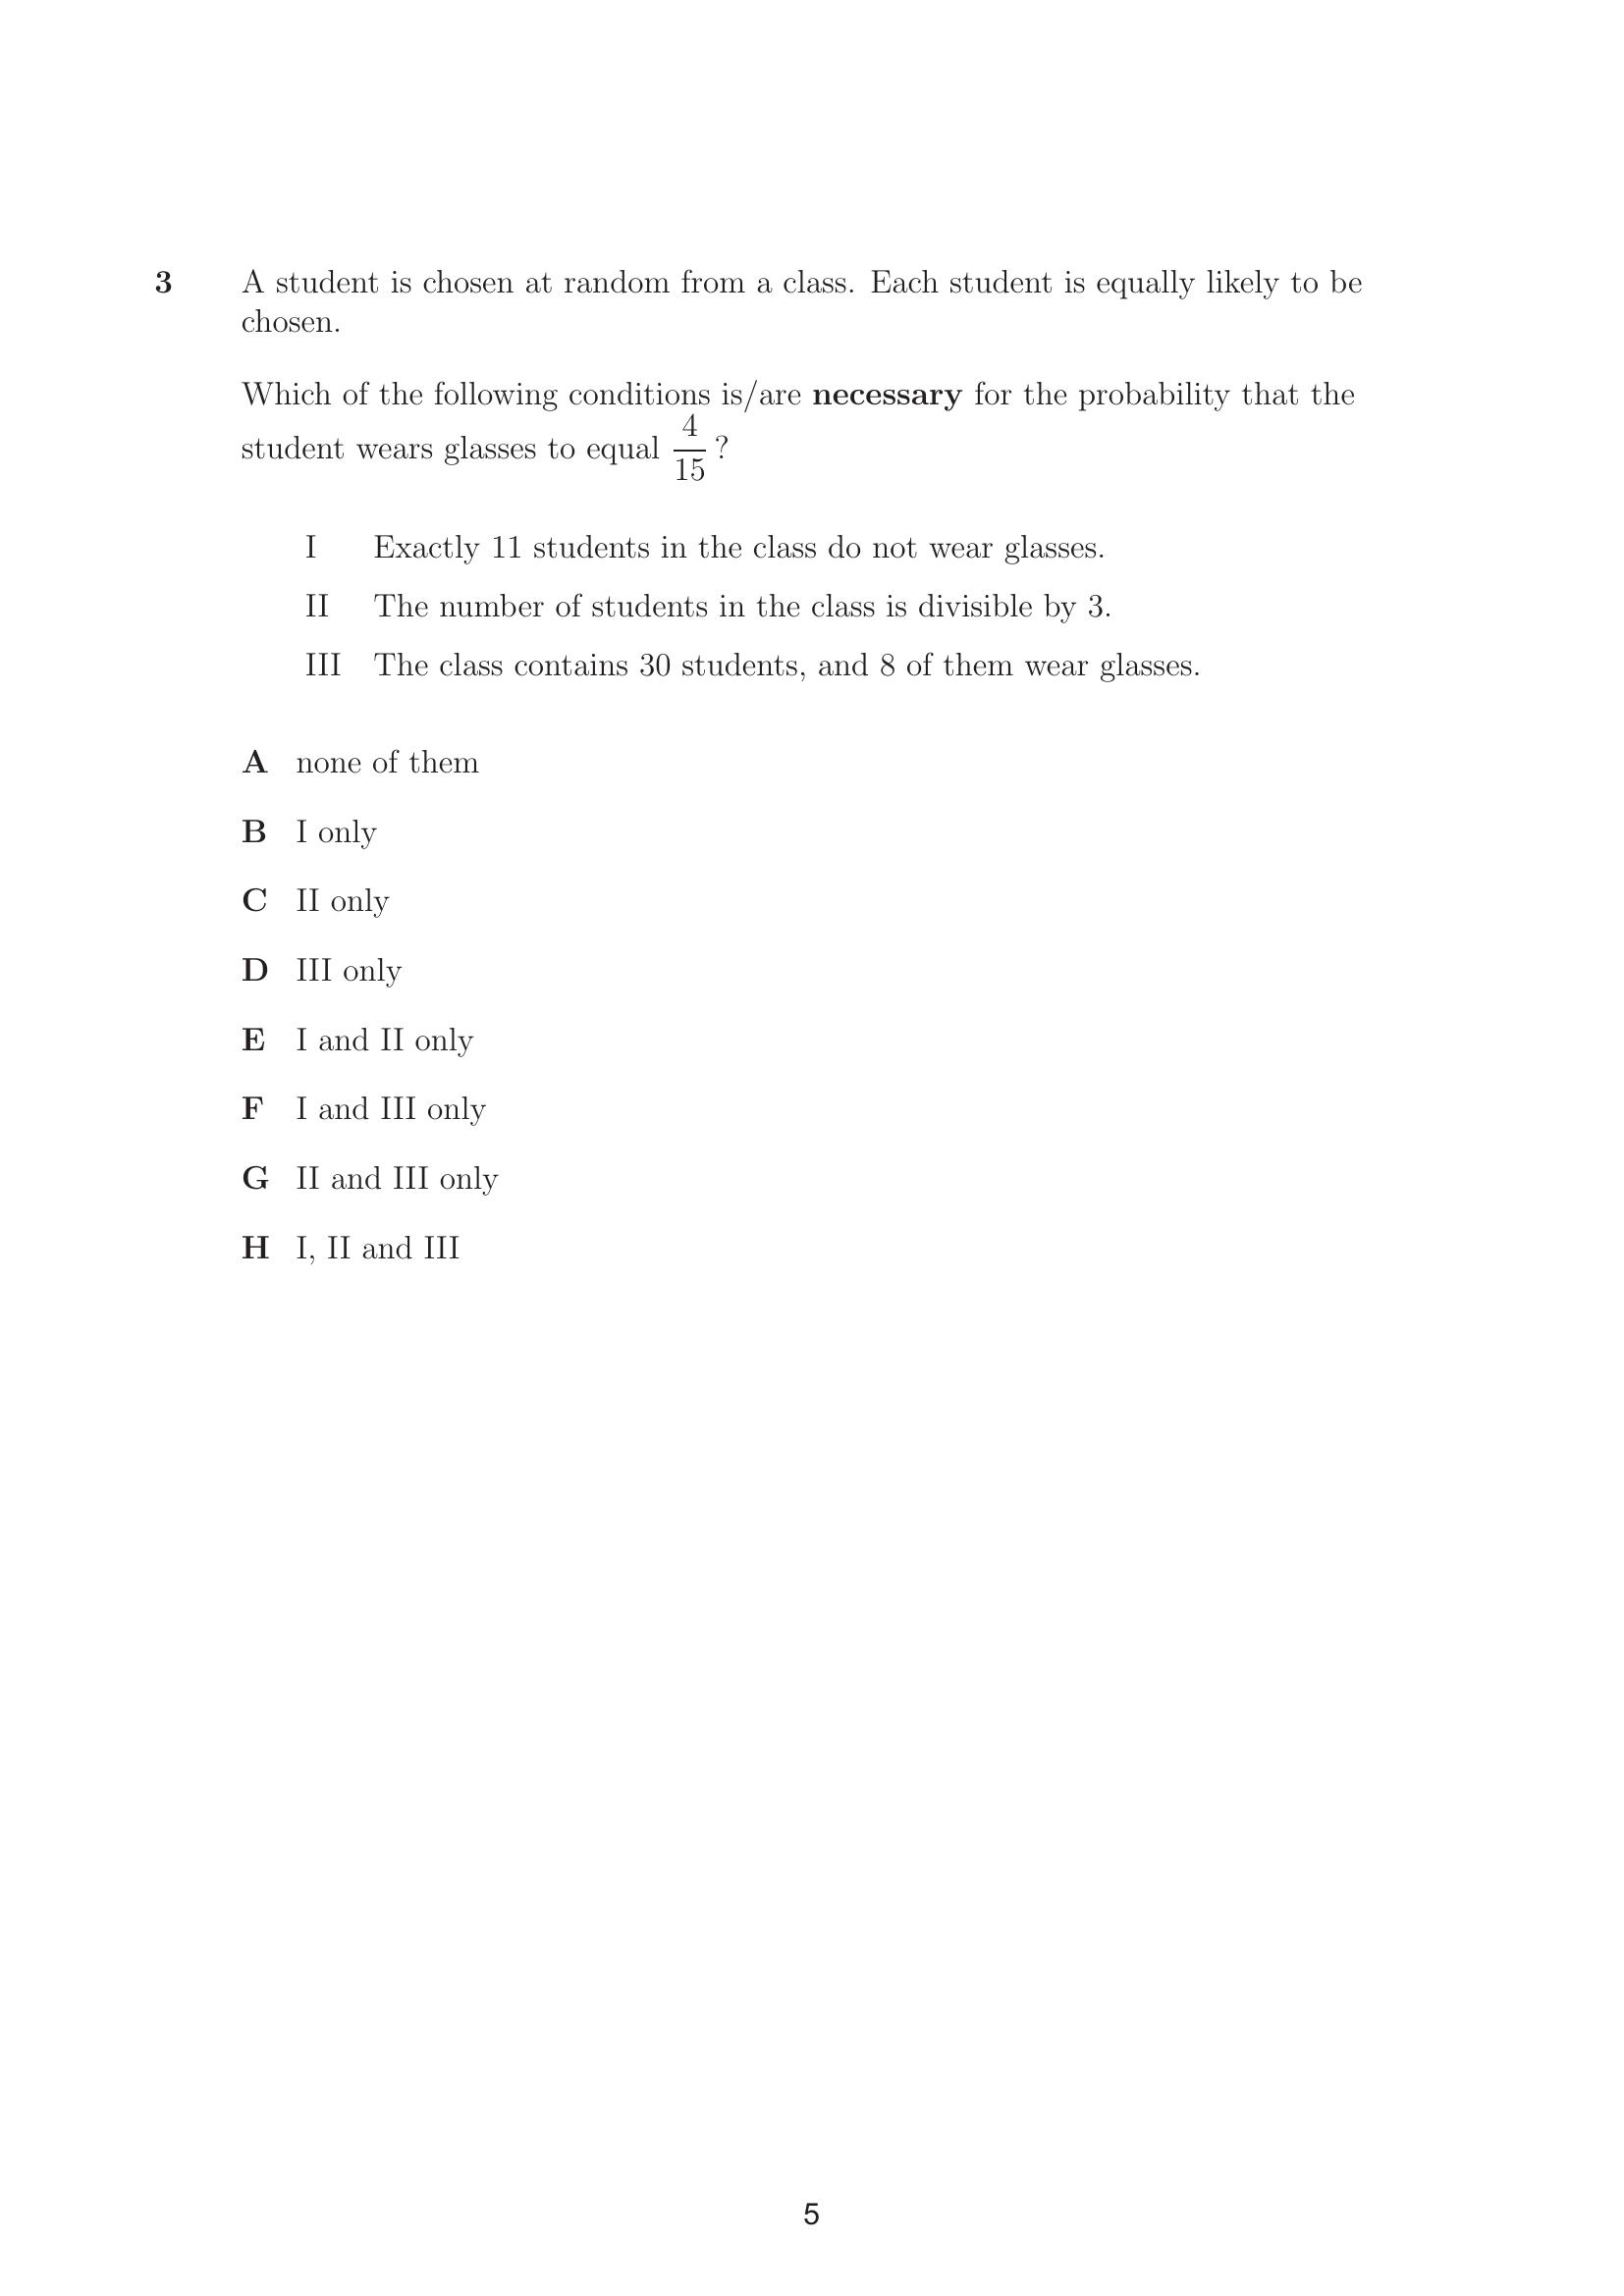 3 A student is chosen at random from a class. Each student is equally likely to be
chosen.
Which of the following conditions is/are necessary for the probability that the
student wears glasses to equal 4/15 ?
I Exactly 11 students in the class do not wear glasses.
II The number of students in the class is divisible by 3.
III The class contains 30 students, and 8 of them wear glasses.
A none of them
B I only
C II only
D III only
E I and II only
F I and III only
G II and III only
H I, II and III
5